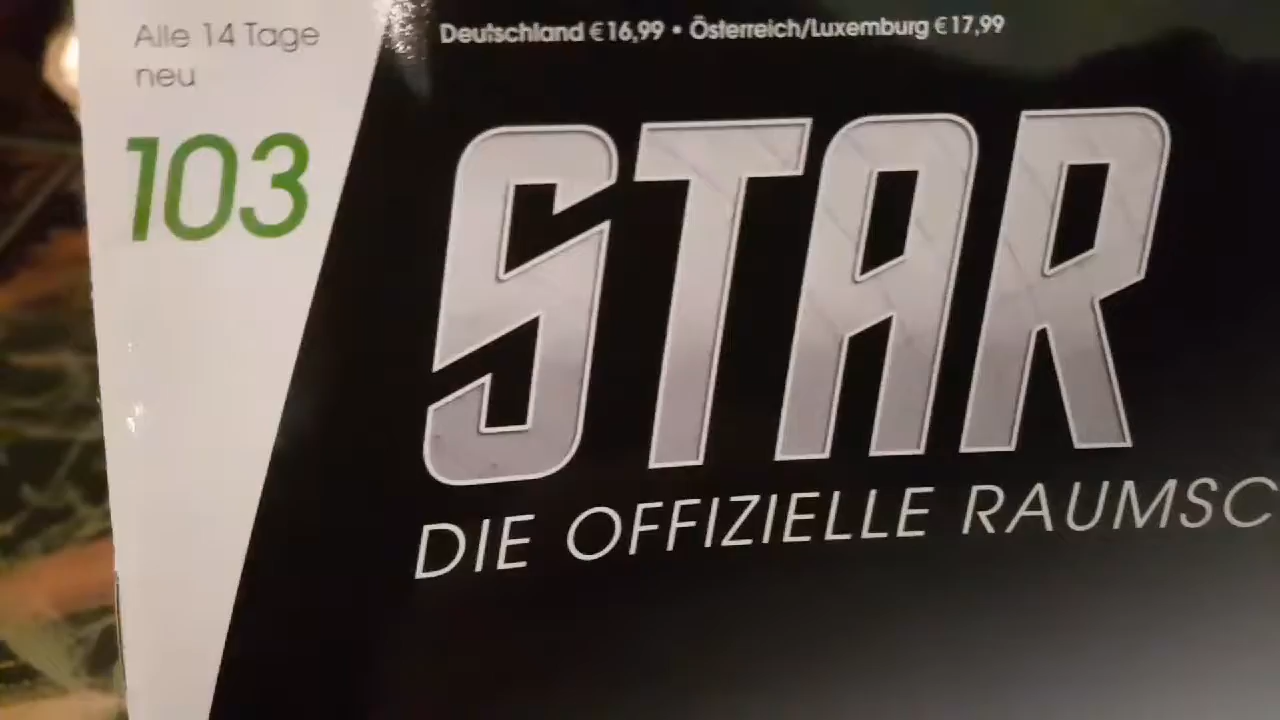 Alle 14 Tage
neu
103
Deutschland €16,99 • Österreich/Luxemburg €17,99
STAR
DIE OFFIZIELLE RAUMSC